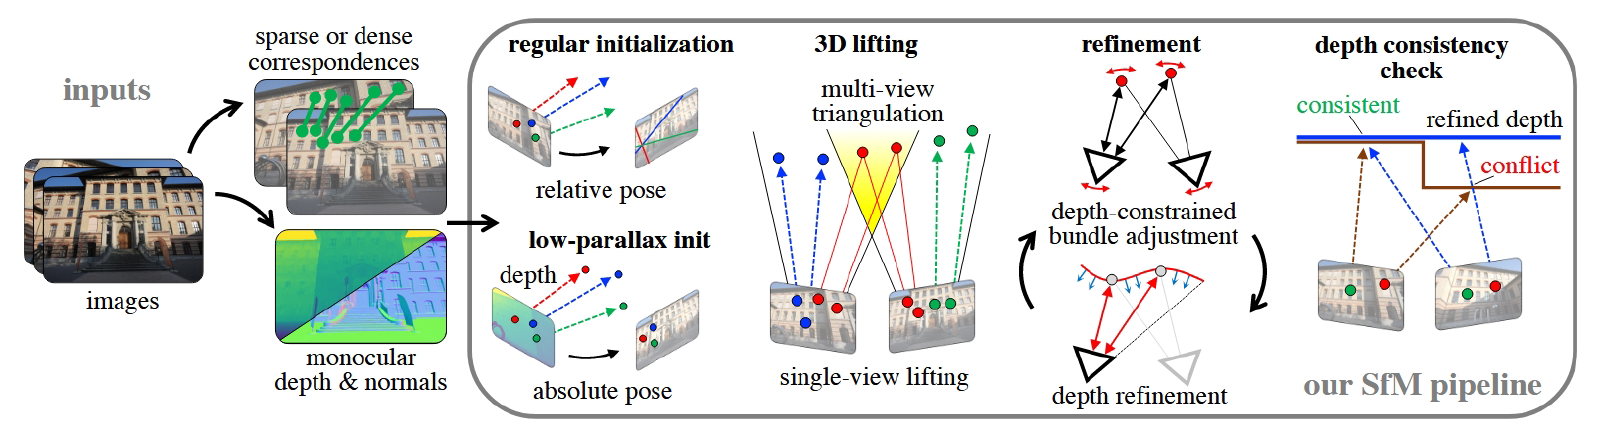 inputs
images
sparse or dense
correspondences
monocular
depth & normals
regular initialization
relative pose
low-parallax init
depth
absolute pose
3D lifting
multi-view
triangulation
single-view lifting
refinement
depth-constrained
bundle adjustment
depth refinement
depth consistency
check
consistent
refined depth
conflict
our SfM pipeline